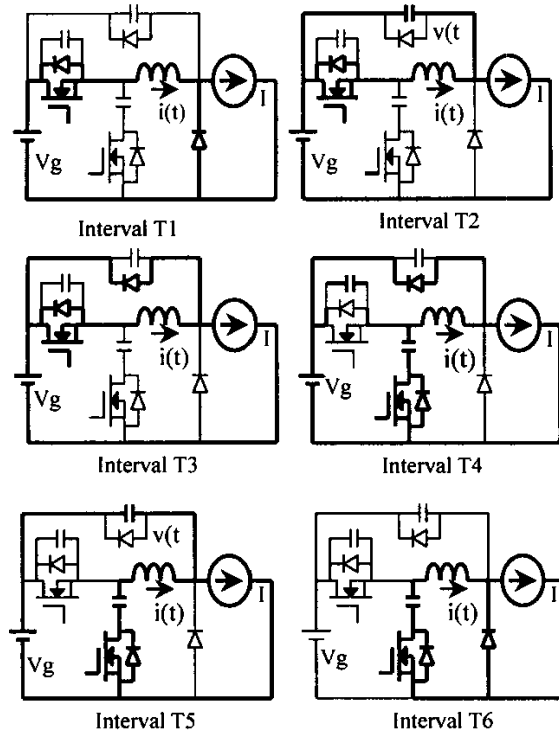 i(t)
I
Vg
Interval T1
v(t
i(t)
I
Vg
Interval T2
i(t)
I
Vg
Interval T3
i(t)
I
Vg
Interval T4
v(t
i(t)
I
Vg
Interval T5
i(t)
I
Vg
Interval T6